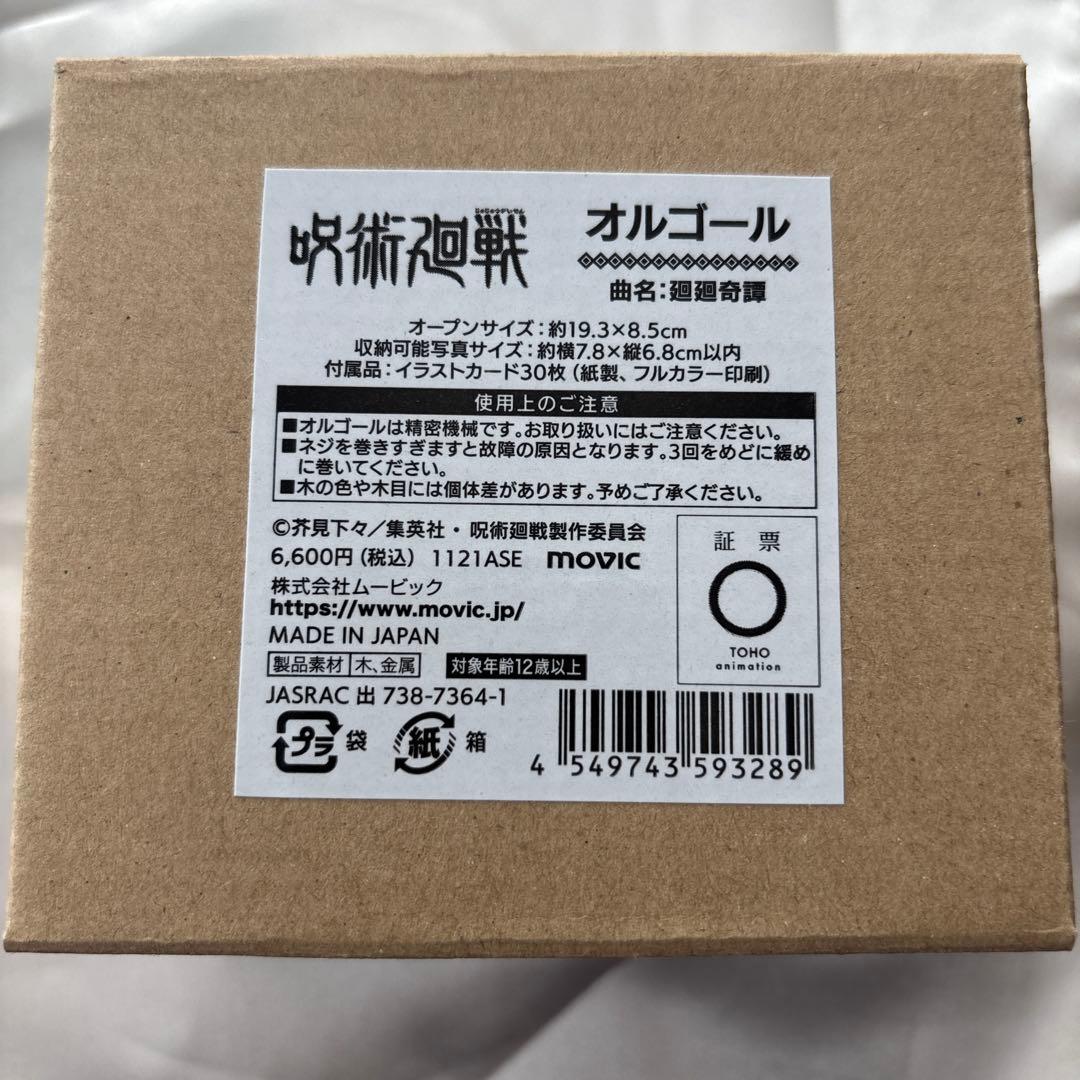 じゅじゅつかいせん
呪術廻戦
オルゴール
曲名:廻廻奇譚
オープンサイズ:約19.3×8.5cm
収納可能写真サイズ:約横7.8×縦6.8cm以内
付属品:イラストカード30枚(紙製、フルカラー印刷)
使用上のご注意
■オルゴールは精密機械です。お取り扱いにはご注意ください。
■ネジを巻きすぎますと故障の原因となります。3回をめどに緩め
に巻いてください。
■木の色や木目には個体差があります。予めご了承ください。
©芥見下々/集英社・呪術廻戦製作委員会
6,600円(税込) 1121ASE movic
株式会社ムービック
https://www.movic.jp/
MADE IN JAPAN
製品素材 木、金属 対象年齢12歳以上
JASRAC 出 738-7364-1
プラ 袋 紙 箱
証票
TOHO
animation
4 549743 593289